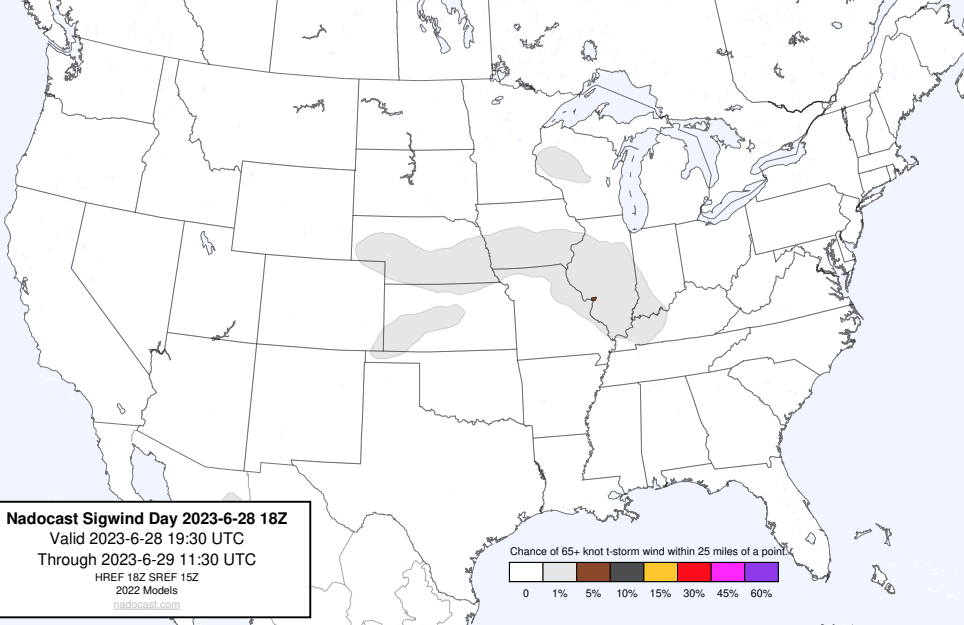 Nadocast Sigwind Day 2023-6-28 18Z
Valid 2023-6-28 19:30 UTC
Through 2023-6-29 11:30 UTC
HREF 18Z SREF 15Z
2022 Models
nadocast.com
Chance of 65+ knot t-storm wind within 25 miles of a point.
0 1% 5% 10% 15% 30% 45% 60%